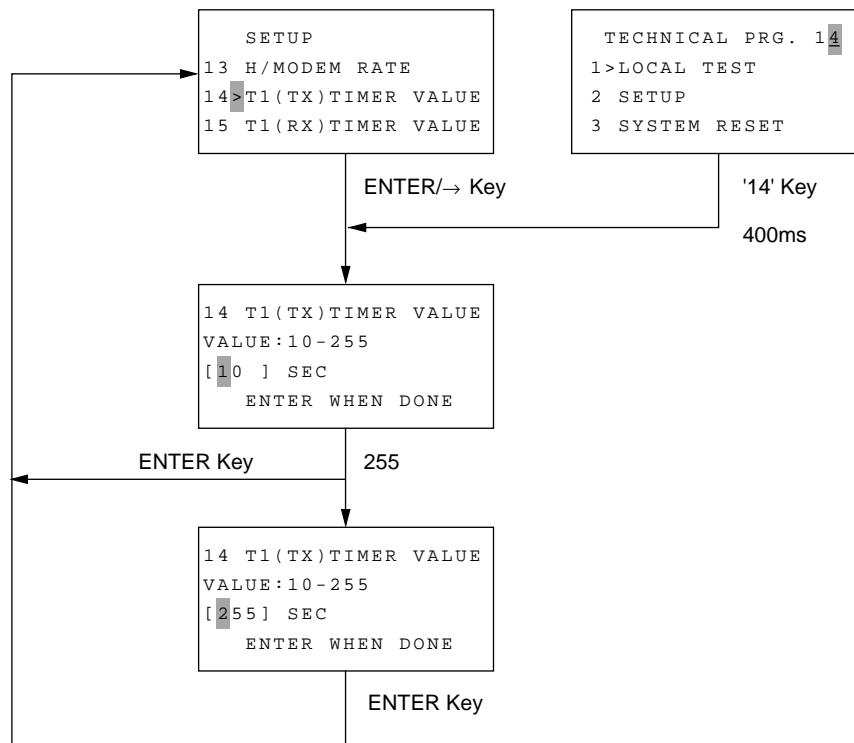 SETUP
13 H/MODEM RATE
14>T1(TX)TIMER VALUE
15 T1(RX)TIMER VALUE
TECHNICAL PRG. 14
1>LOCAL TEST
2 SETUP
3 SYSTEM RESET
ENTER/→ Key
'14' Key
400ms
14 T1(TX)TIMER VALUE
VALUE:10-255
[10 ] SEC
ENTER WHEN DONE
ENTER Key
255
14 T1(TX)TIMER VALUE
VALUE:10-255
[255] SEC
ENTER WHEN DONE
ENTER Key